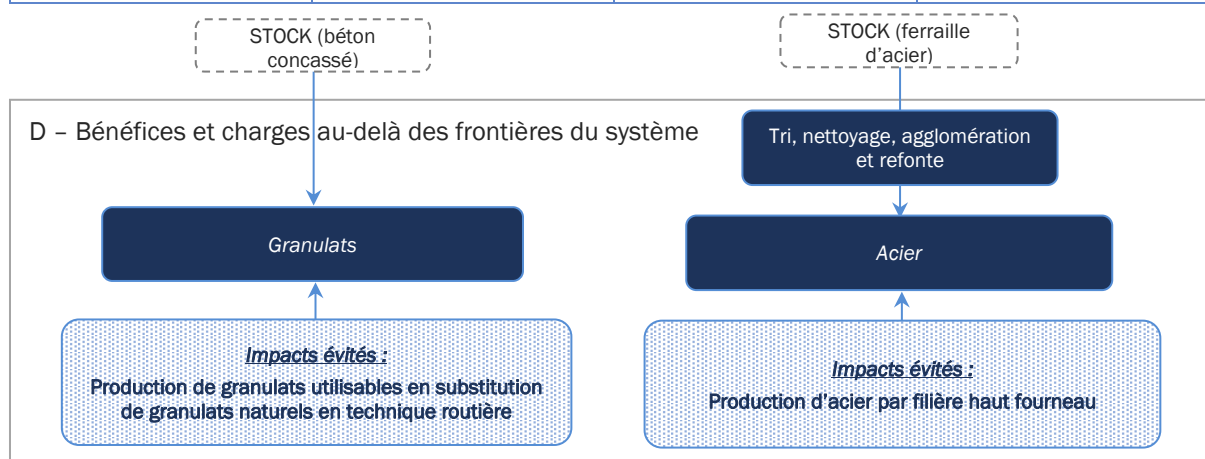 STOCK (béton
concassé)
STOCK (ferraille
d'acier)
D – Bénéfices et charges au-delà des frontières du système
Tri, nettoyage, agglomération
et refonte
Granulats
Acier
Impacts évités :
Production de granulats utilisables en substitution
de granulats naturels en technique routière
Impacts évités :
Production d'acier par filière haut fourneau